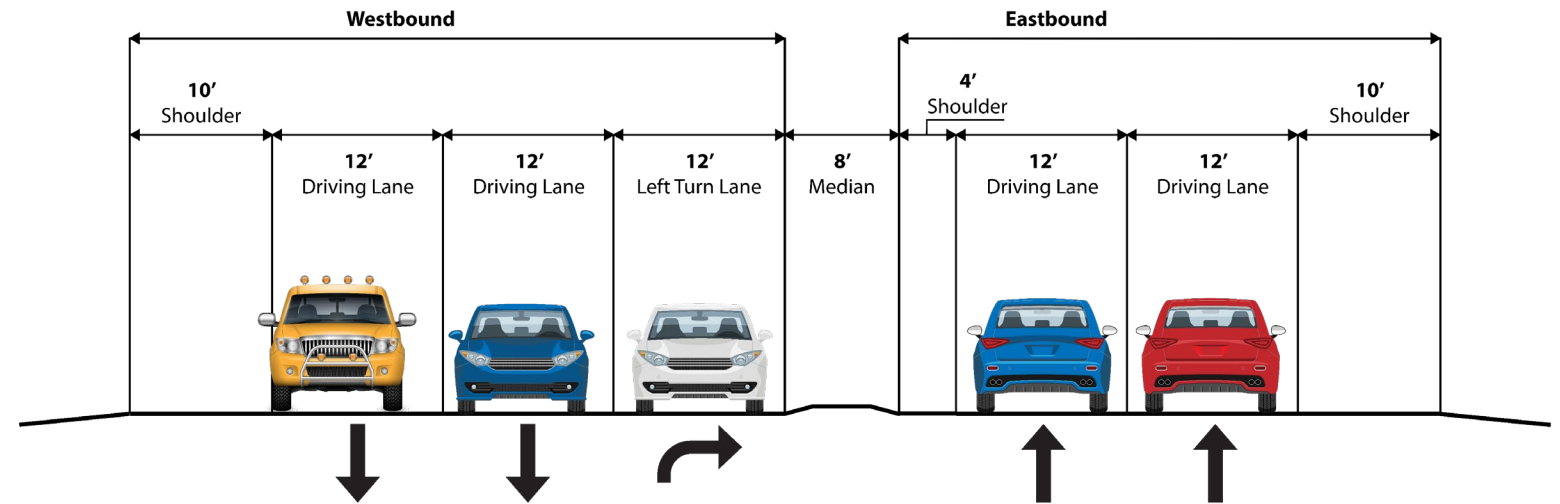 Westbound
Eastbound
10’
Shoulder
4’
Shoulder
10’
Shoulder
12’
Driving Lane
12’
Driving Lane
12’
Left Turn Lane
8’
Median
12’
Driving Lane
12’
Driving Lane